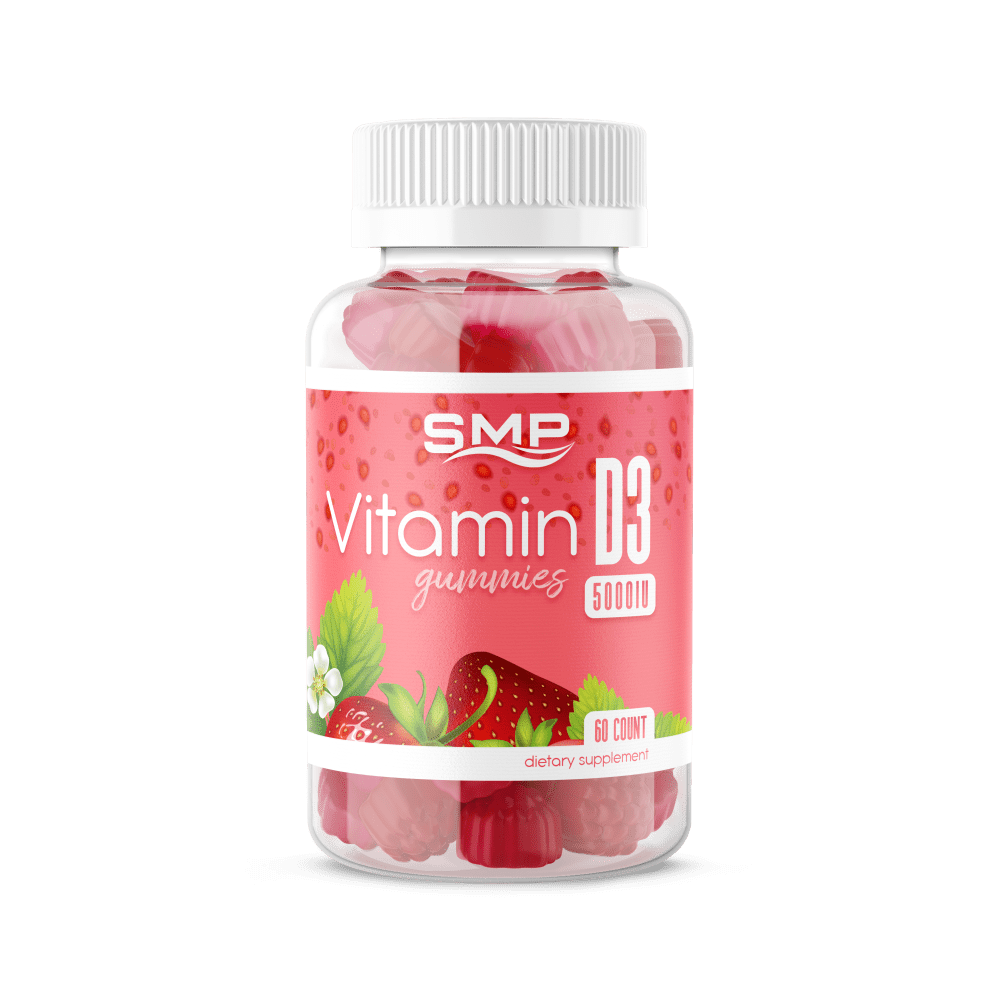 SMP
Vitamin D3
gummies
5000IU
60 COUNT
dietary supplement